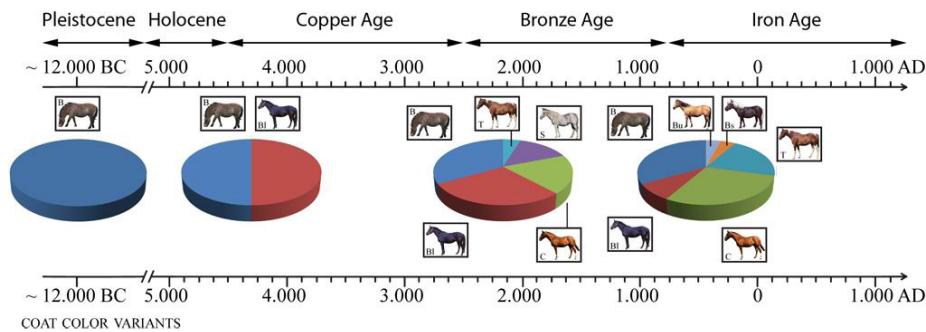 Pleistocene Holocene Copper Age Bronze Age Iron Age
~ 12.000 BC 5.000 4.000 3.000 2.000 1.000 0 1.000 AD
B B Bl B T S B Bu Bs T
Bl C Bl C
~ 12.000 BC 5.000 4.000 3.000 2.000 1.000 0 1.000 AD
COAT COLOR VARIANTS